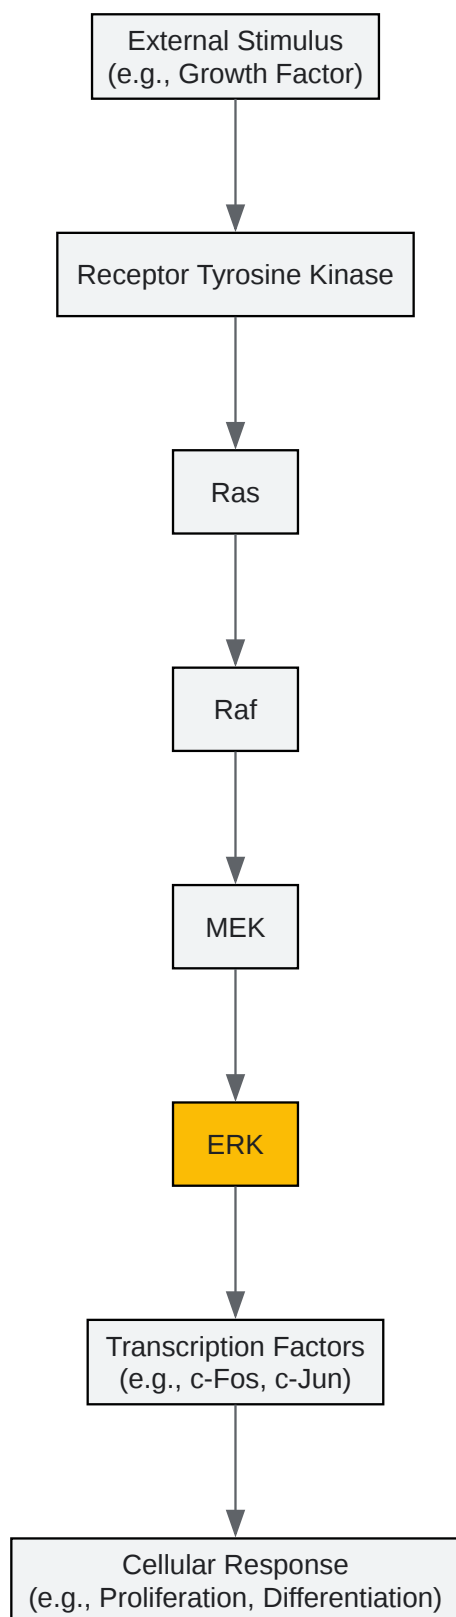 External Stimulus
(e.g., Growth Factor)
Receptor Tyrosine Kinase
Ras
Raf
MEK
ERK
Transcription Factors
(e.g., c-Fos, c-Jun)
Cellular Response
(e.g., Proliferation, Differentiation)